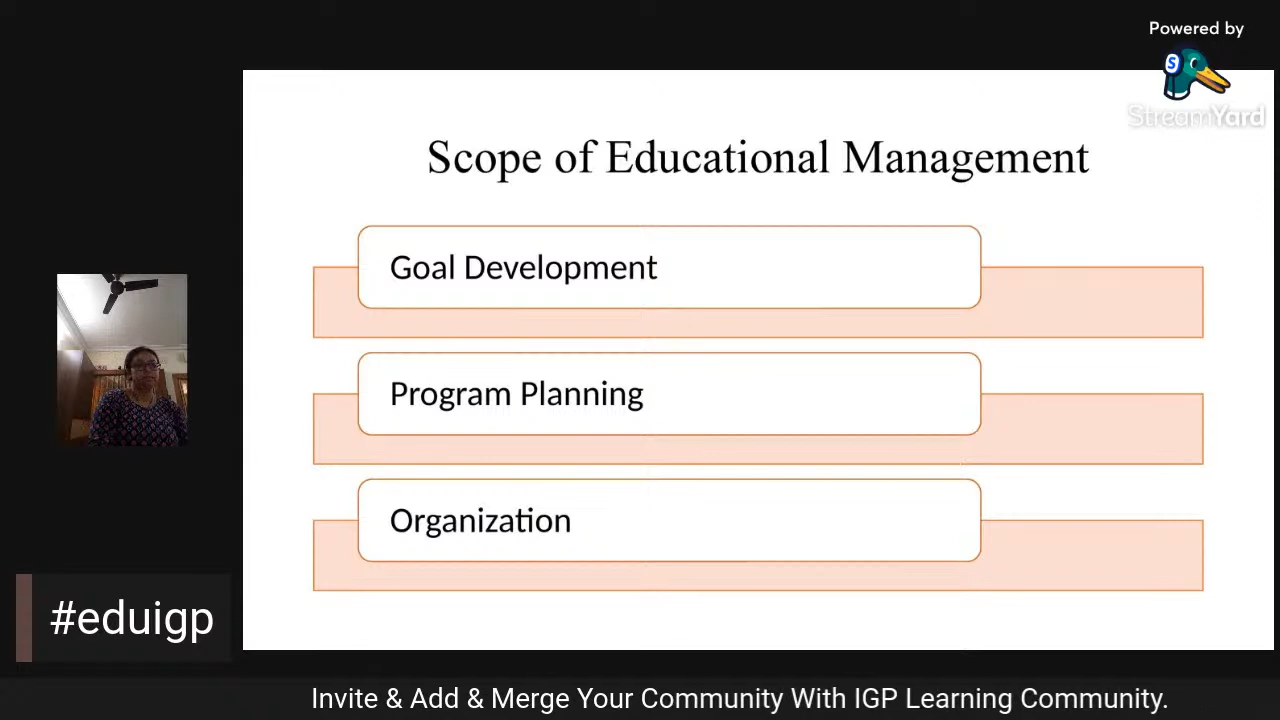 Powered by
StreamYard
Scope of Educational Management
Goal Development
Program Planning
Organization
#eduigp
Invite & Add & Merge Your Community With IGP Learning Community.